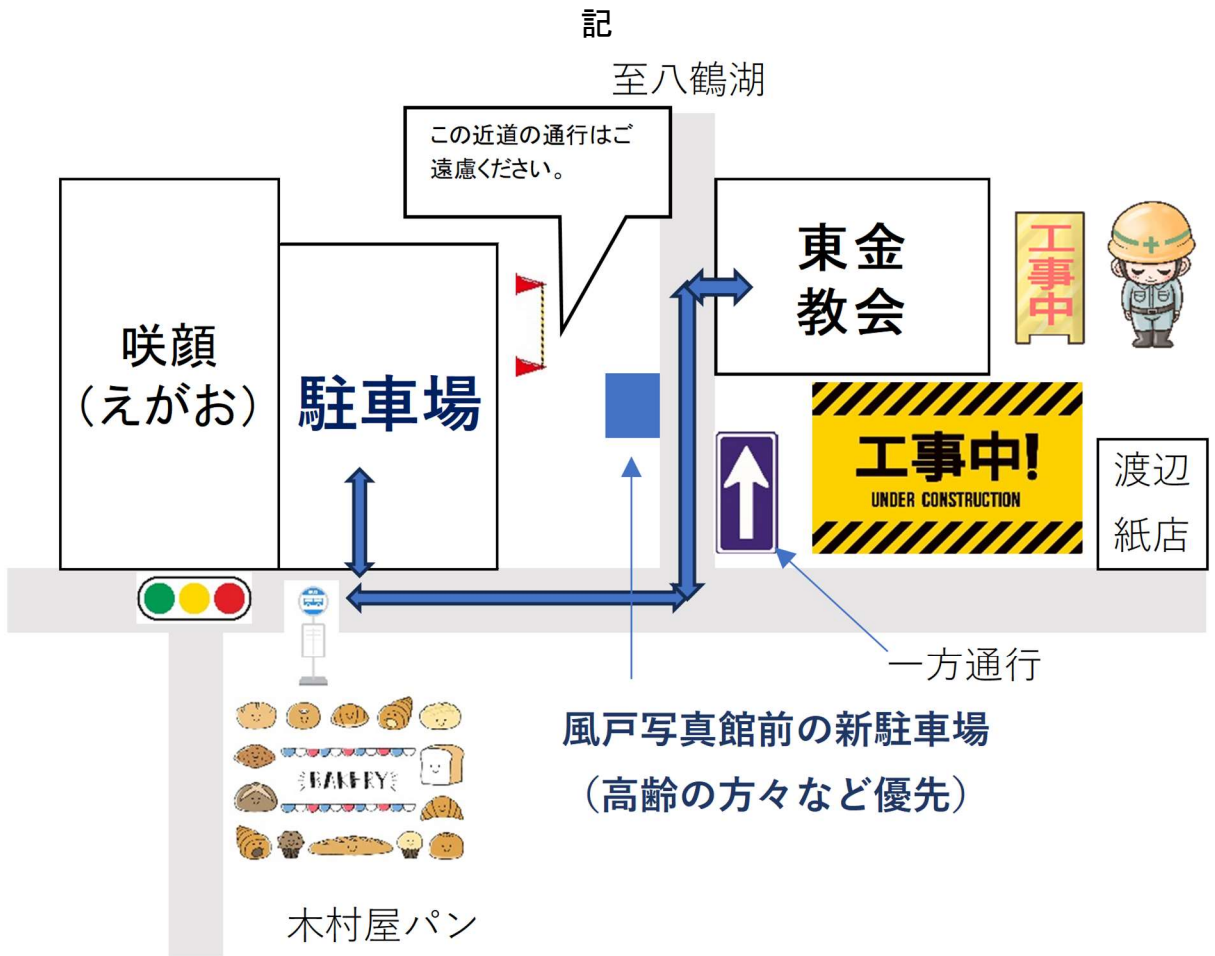 記
至八鶴湖
この近道の通行はご
遠慮ください。
咲顔
（えがお）
駐車場
東金
教会
工事中
工事中!
UNDER CONSTRUCTION
渡辺
紙店
一方通行
風戸写真館前の新駐車場
（高齢の方々など優先）
BAKERY
木村屋パン